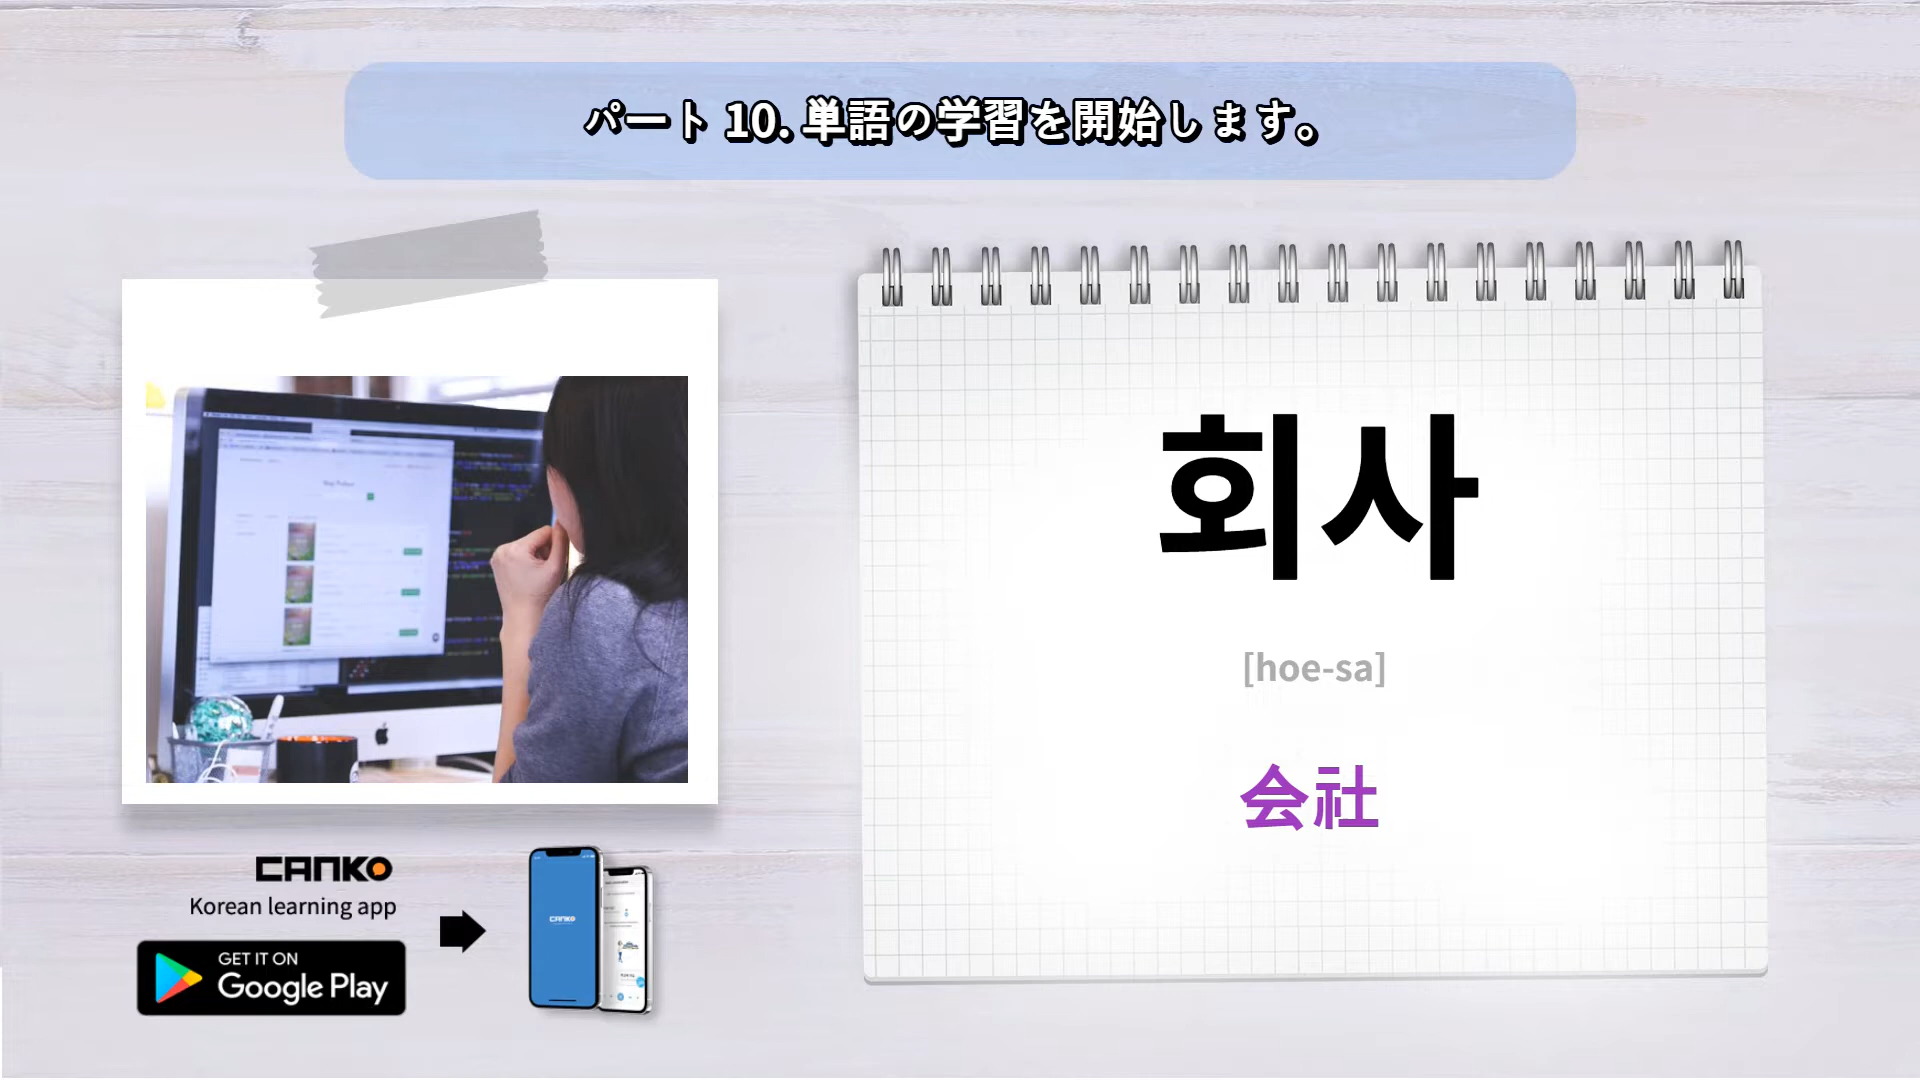 パート 10. 単語の学習を開始します。
회사
[hoe-sa]
会社
CANKO
Korean learning app
GET IT ON
Google Play
CANKO